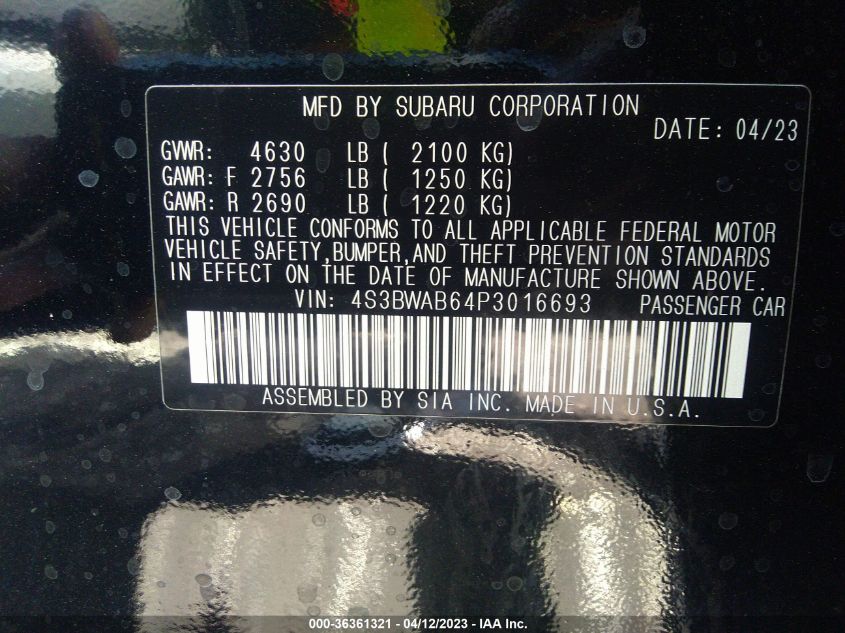 MFD BY SUBARU CORPORATION
DATE: 04/23
GVWR: 4630 LB ( 2100 KG)
GAWR: F 2756 LB ( 1250 KG)
GAWR: R 2690 LB ( 1220 KG)
THIS VEHICLE CONFORMS TO ALL APPLICABLE FEDERAL MOTOR
VEHICLE SAFETY,BUMPER,AND THEFT PREVENTION STANDARDS
IN EFFECT ON THE DATE OF MANUFACTURE SHOWN ABOVE.
VIN: 4S3BWAB64P3016693 PASSENGER CAR
ASSEMBLED BY SIA INC. MADE IN U.S.A.
000-36361321 - 04/12/2023 - IAA Inc.